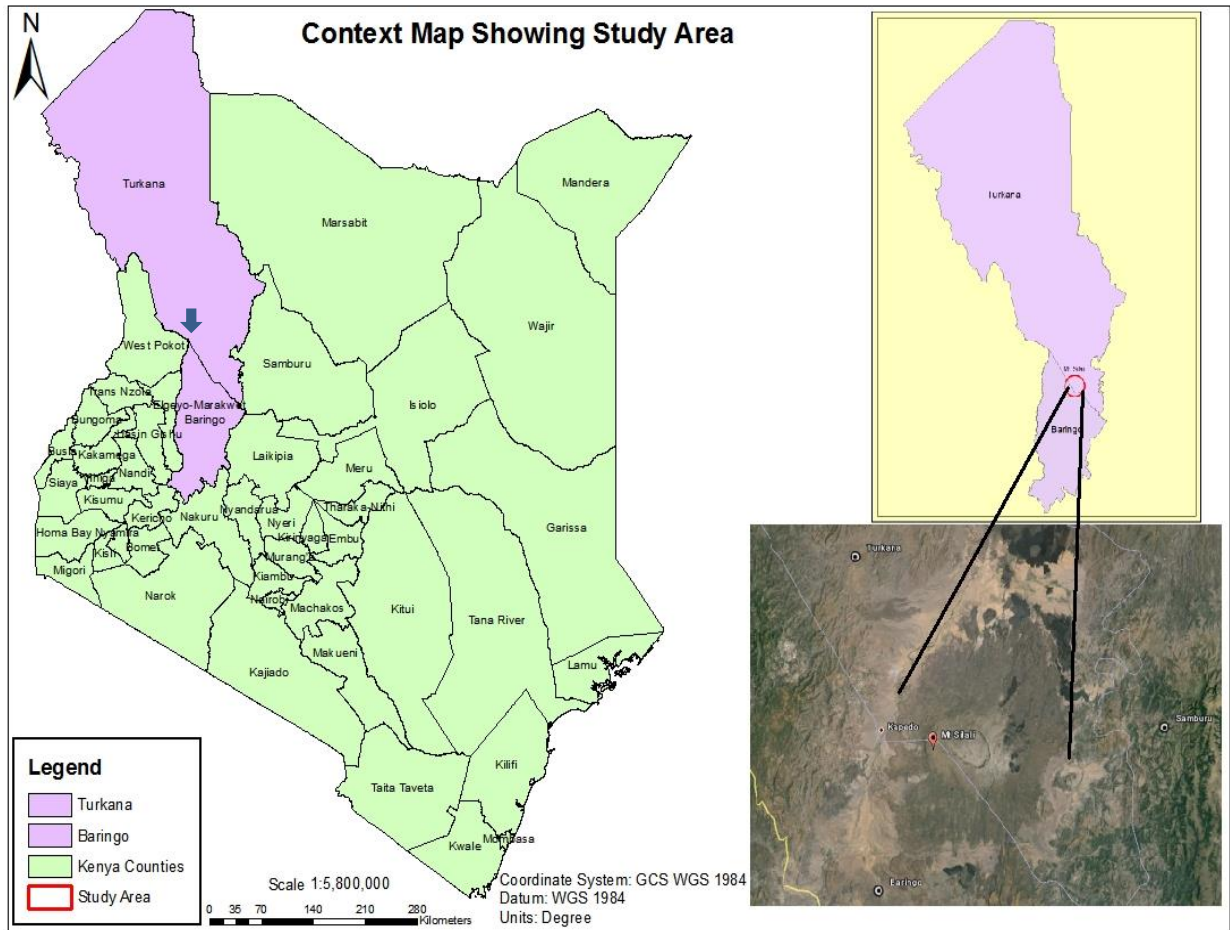 N
Context Map Showing Study Area
Turkana
Mandera
Marsabit
Wajir
West Pokot
Samburu
Isiolo
Trans Nzoia
Elgeyo-Marakwet
Baringo
Bungoma
Uasin Gishu
Busia
Kakamega
Laikipia
Meru
Nandi
Siaya
Vihiga
Kisumu
Nyandarua
Tharaka-Nithi
Kericho
Nakuru
Nyeri
Garissa
Homa Bay
Nyamira
Kirinyaga
Embu
Kisii
Bomet
Murang'a
Migori
Kiambu
Narok
Nairobi
Machakos
Kitui
Tana River
Makueni
Kajiado
Lamu
Taita Taveta
Kilifi
Mombasa
Kwale
Legend
Turkana
Baringo
Kenya Counties
Study Area
Scale 1:5,800,000
0 35 70 140 210 280
Kilometers
Coordinate System: GCS WGS 1984
Datum: WGS 1984
Units: Degree
Turkana
Baringo
Turkana
Kapedo
Mt Silali
Samburu
Baringo